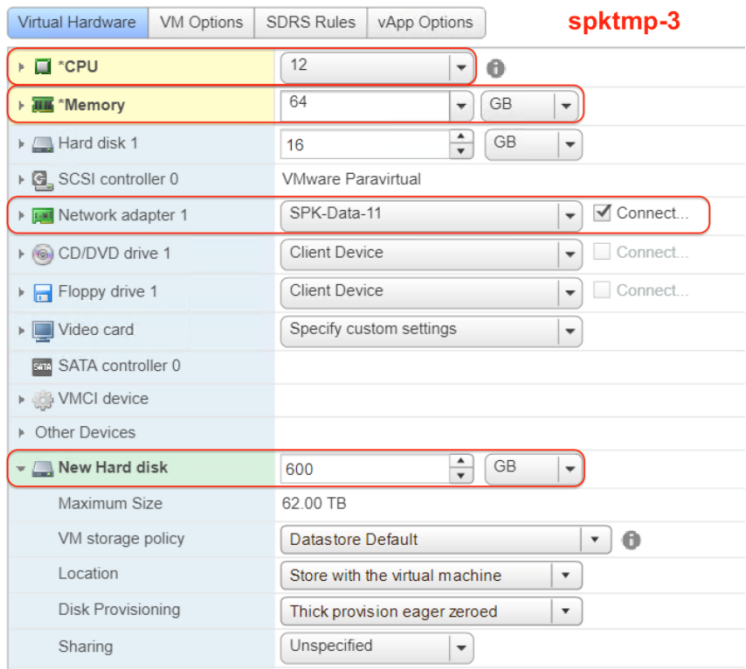 Virtual Hardware VM Options SDRS Rules vApp Options spktmp-3
*CPU 12
*Memory 64 GB
Hard disk 1 16 GB
SCSI controller 0 VMware Paravirtual
Network adapter 1 SPK-Data-11 Connect...
CD/DVD drive 1 Client Device Connect...
Floppy drive 1 Client Device Connect...
Video card Specify custom settings
SATA SATA controller 0
VMCI device
Other Devices
New Hard disk 600 GB
Maximum Size 62.00 TB
VM storage policy Datastore Default
Location Store with the virtual machine
Disk Provisioning Thick provision eager zeroed
Sharing Unspecified